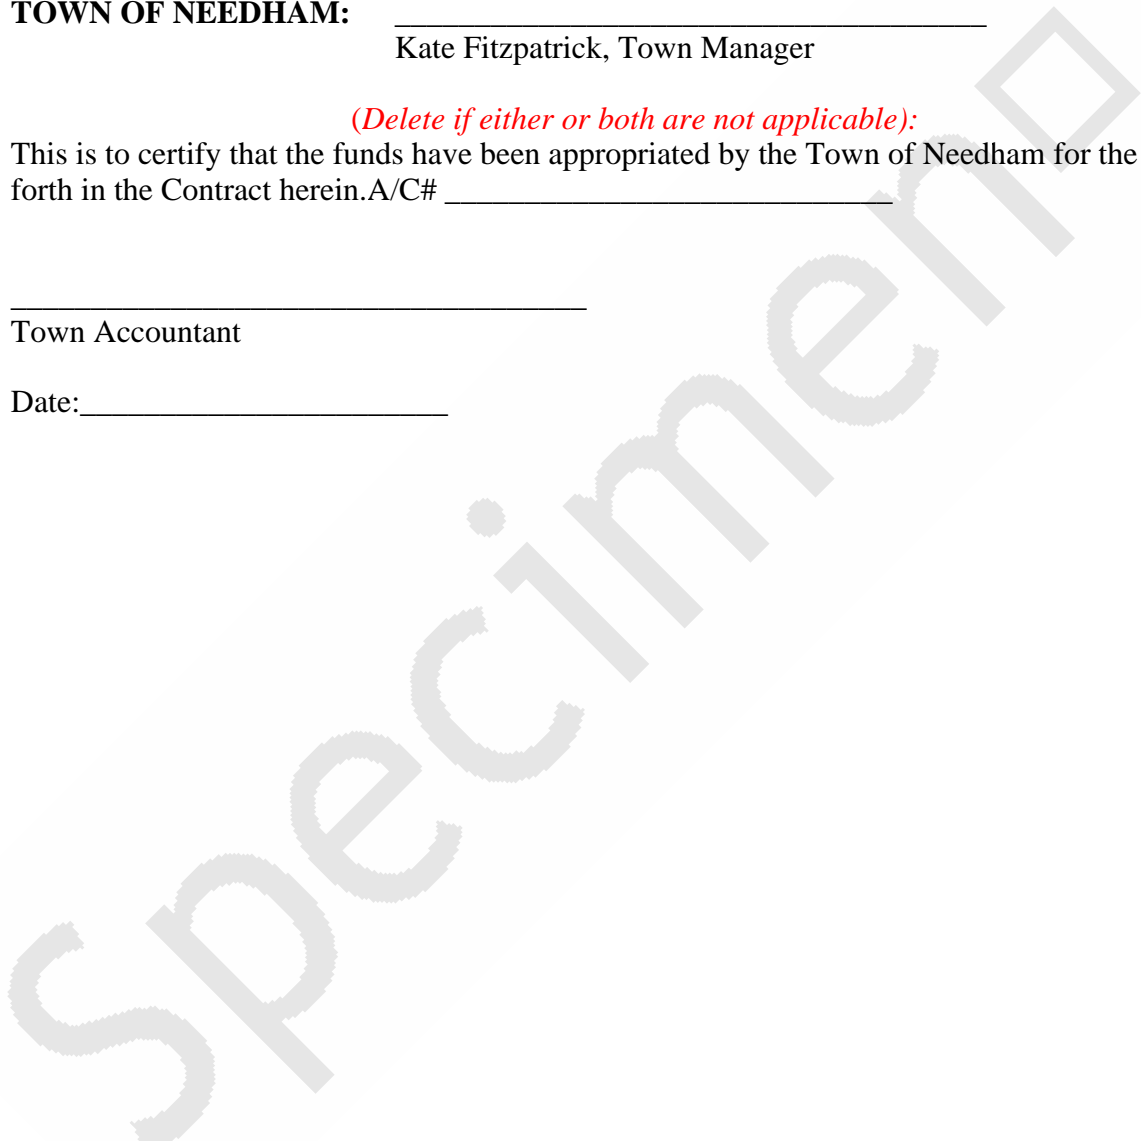 TOWN OF NEEDHAM: _____________________________________
Kate Fitzpatrick, Town Manager
(Delete if either or both are not applicable):
This is to certify that the funds have been appropriated by the Town of Needham for the
forth in the Contract herein.A/C# ____________________________
____________________________________
Town Accountant
Date:_______________________
Specimen